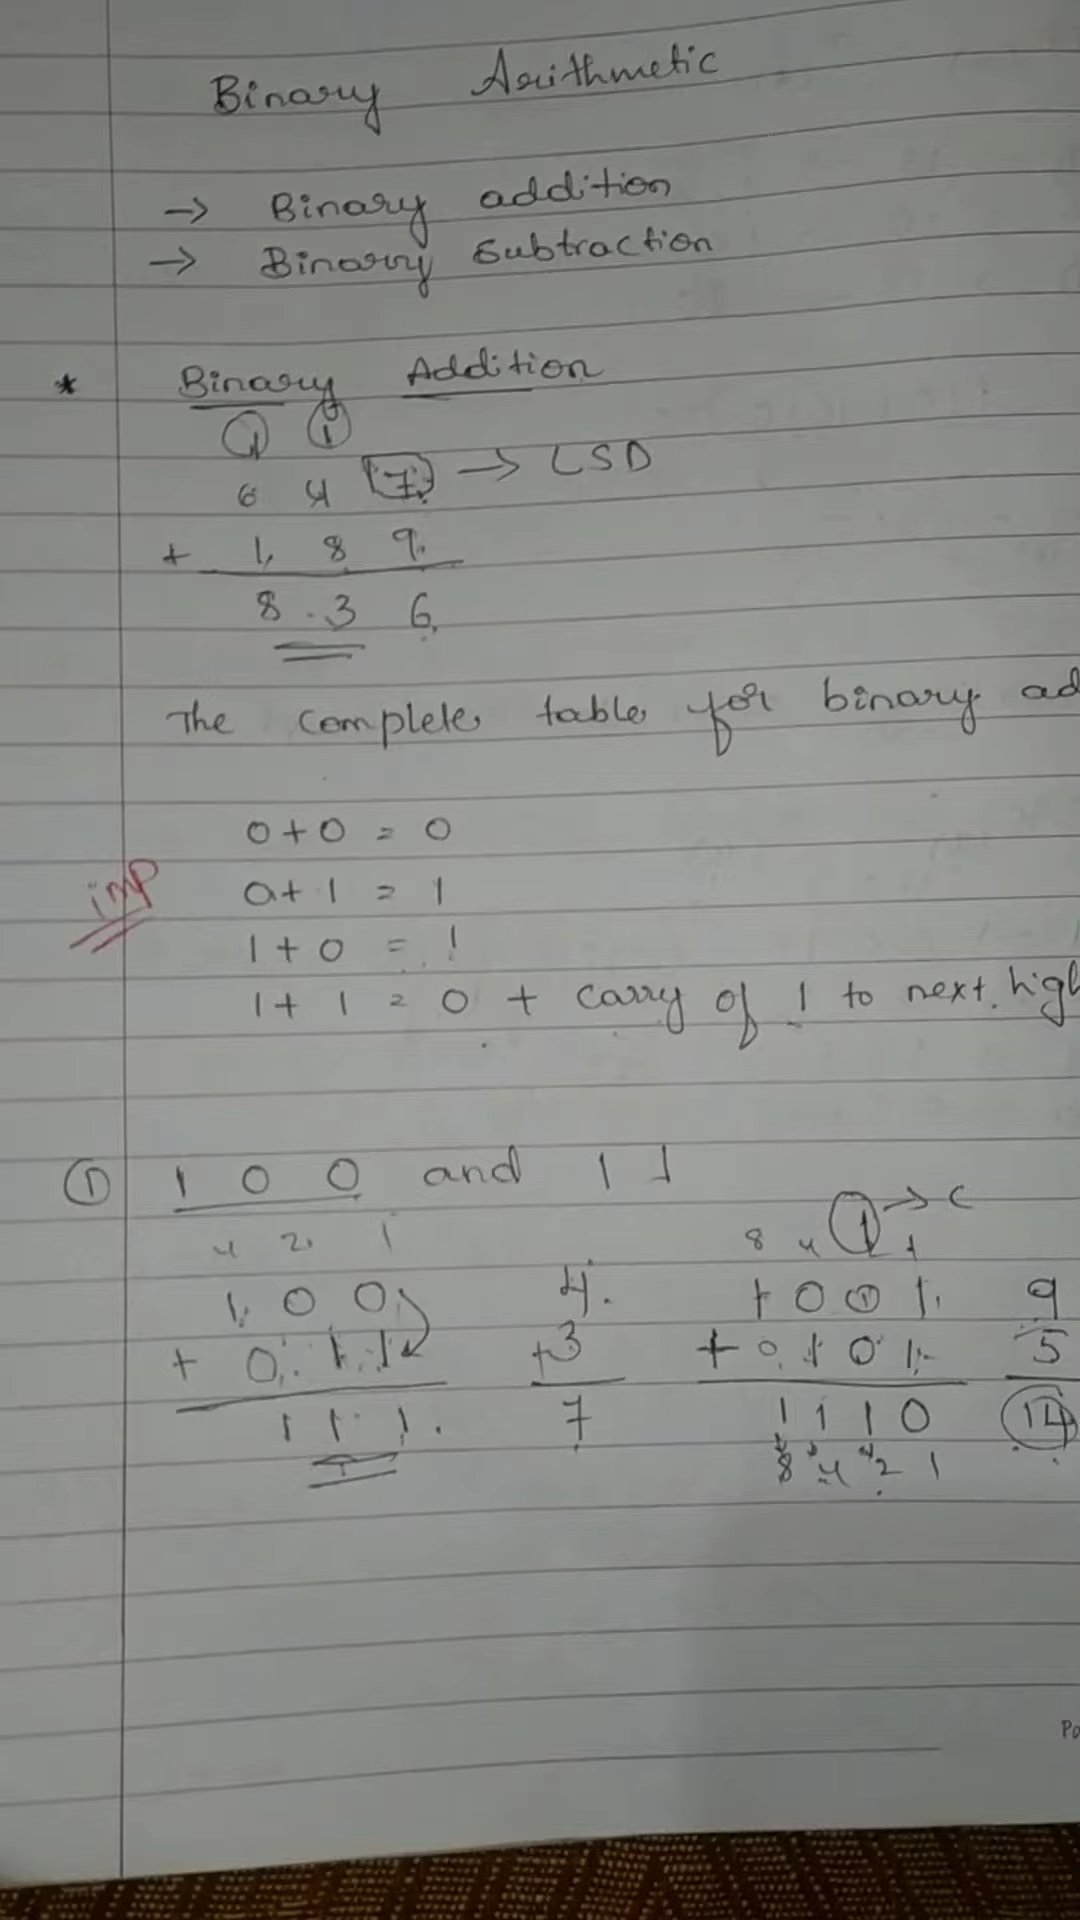 Binary Arithmetic
→ Binary addition
→ Binary Subtraction
* Binary Addition
1 1
6 4 7 → LSD
+ 1 8 9
8 3 6
The complete table for binary ad
0 + 0 = 0
imp
0 + 1 = 1
1 + 0 = 1
1 + 1 = 0 + carry of 1 to next high
① 1 0 0 and 1 1
4 2 1
1 0 0
+ 0 1 1
1 1 1
4
+3
7
8 4 1 → C
1
1 0 0 1
+ 0 1 0 1
1 1 1 0
8 4 2 1
9
5
14